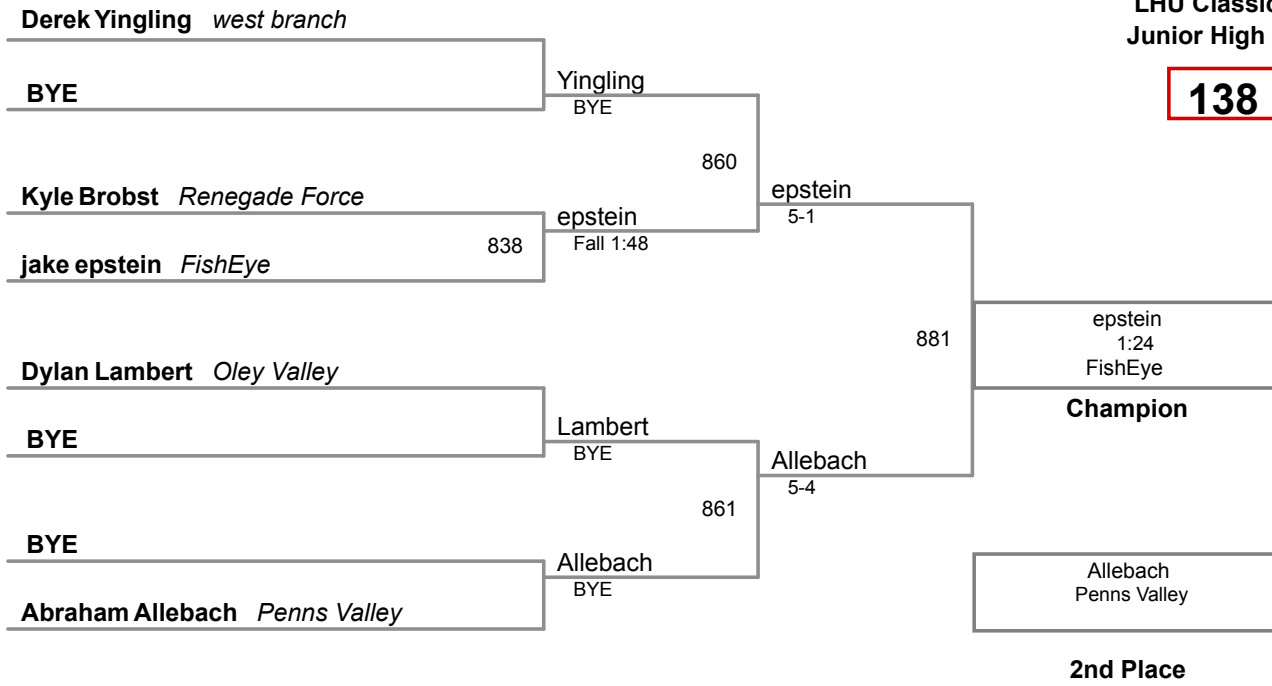 LHU Classic
Junior High
138
Derek Yingling west branch
BYE
Yingling
BYE
860
Kyle Brobst Renegade Force
838
jake epstein FishEye
epstein
Fall 1:48
epstein
5-1
881
Dylan Lambert Oley Valley
BYE
Lambert
BYE
861
BYE
Abraham Allebach Penns Valley
Allebach
BYE
Allebach
5-4
epstein
1:24
FishEye
Champion
Allebach
Penns Valley
2nd Place